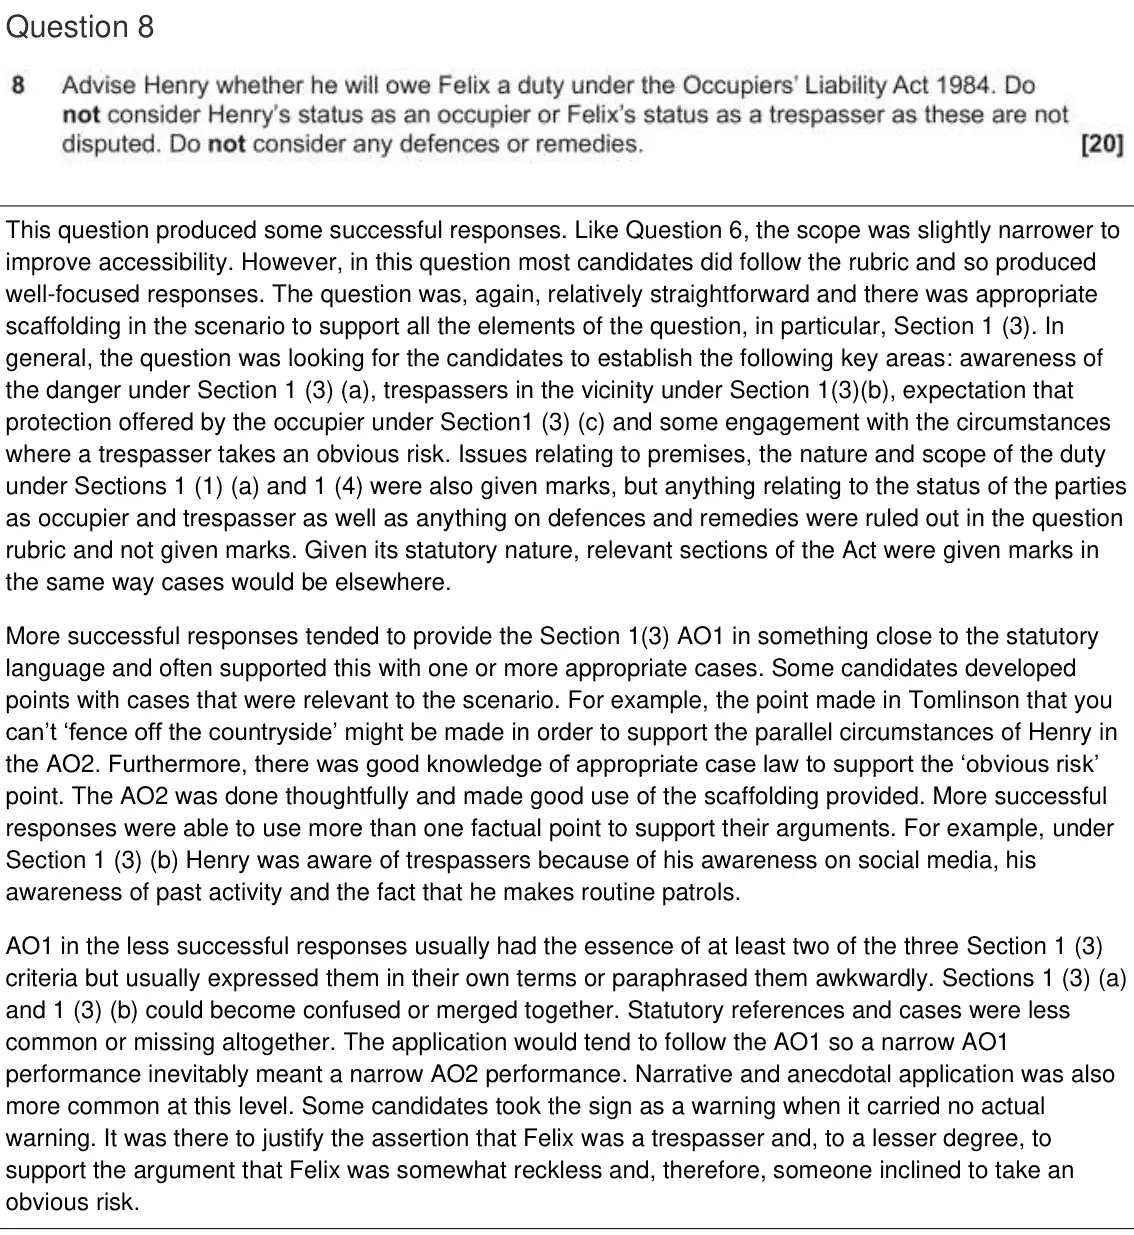 Question 8
8 Advise Henry whether he will owe Felix a duty under the Occupiers' Liability Act 1984. Do
not consider Henry's status as an occupier or Felix's status as a trespasser as these are not
disputed. Do not consider any defences or remedies. [20]
This question produced some successful responses. Like Question 6, the scope was slightly narrower to
improve accessibility. However, in this question most candidates did follow the rubric and so produced
well-focused responses. The question was, again, relatively straightforward and there was appropriate
scaffolding in the scenario to support all the elements of the question, in particular, Section 1 (3). In
general, the question was looking for the candidates to establish the following key areas: awareness of
the danger under Section 1 (3) (a), trespassers in the vicinity under Section 1(3)(b), expectation that
protection offered by the occupier under Section1 (3) (c) and some engagement with the circumstances
where a trespasser takes an obvious risk. Issues relating to premises, the nature and scope of the duty
under Sections 1 (1) (a) and 1 (4) were also given marks, but anything relating to the status of the parties
as occupier and trespasser as well as anything on defences and remedies were ruled out in the question
rubric and not given marks. Given its statutory nature, relevant sections of the Act were given marks in
the same way cases would be elsewhere.
More successful responses tended to provide the Section 1(3) AO1 in something close to the statutory
language and often supported this with one or more appropriate cases. Some candidates developed
points with cases that were relevant to the scenario. For example, the point made in Tomlinson that you
can't 'fence off the countryside' might be made in order to support the parallel circumstances of Henry in
the AO2. Furthermore, there was good knowledge of appropriate case law to support the 'obvious risk'
point. The AO2 was done thoughtfully and made good use of the scaffolding provided. More successful
responses were able to use more than one factual point to support their arguments. For example, under
Section 1 (3) (b) Henry was aware of trespassers because of his awareness on social media, his
awareness of past activity and the fact that he makes routine patrols.
AO1 in the less successful responses usually had the essence of at least two of the three Section 1 (3)
criteria but usually expressed them in their own terms or paraphrased them awkwardly. Sections 1 (3) (a)
and 1 (3) (b) could become confused or merged together. Statutory references and cases were less
common or missing altogether. The application would tend to follow the AO1 so a narrow AO1
performance inevitably meant a narrow AO2 performance. Narrative and anecdotal application was also
more common at this level. Some candidates took the sign as a warning when it carried no actual
warning. It was there to justify the assertion that Felix was a trespasser and, to a lesser degree, to
support the argument that Felix was somewhat reckless and, therefore, someone inclined to take an
obvious risk.